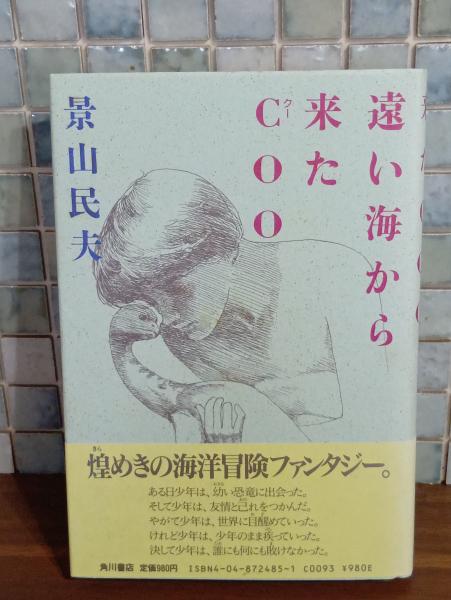 遠い海から
来た
COO
クー
景山民夫
煌めきの海洋冒険ファンタジー。
きら
ある日少年は、幼い恐竜に出会った。
そして少年は、友情と己れをつかんだ。
やがて少年は、世界に目醒めていった。
けれど少年は、少年のまま疾っていった。
決して少年は、誰にも何にも敗けなかった。
角川書店 定価980円 ISBN4-04-872485-1 C0093 ¥980E